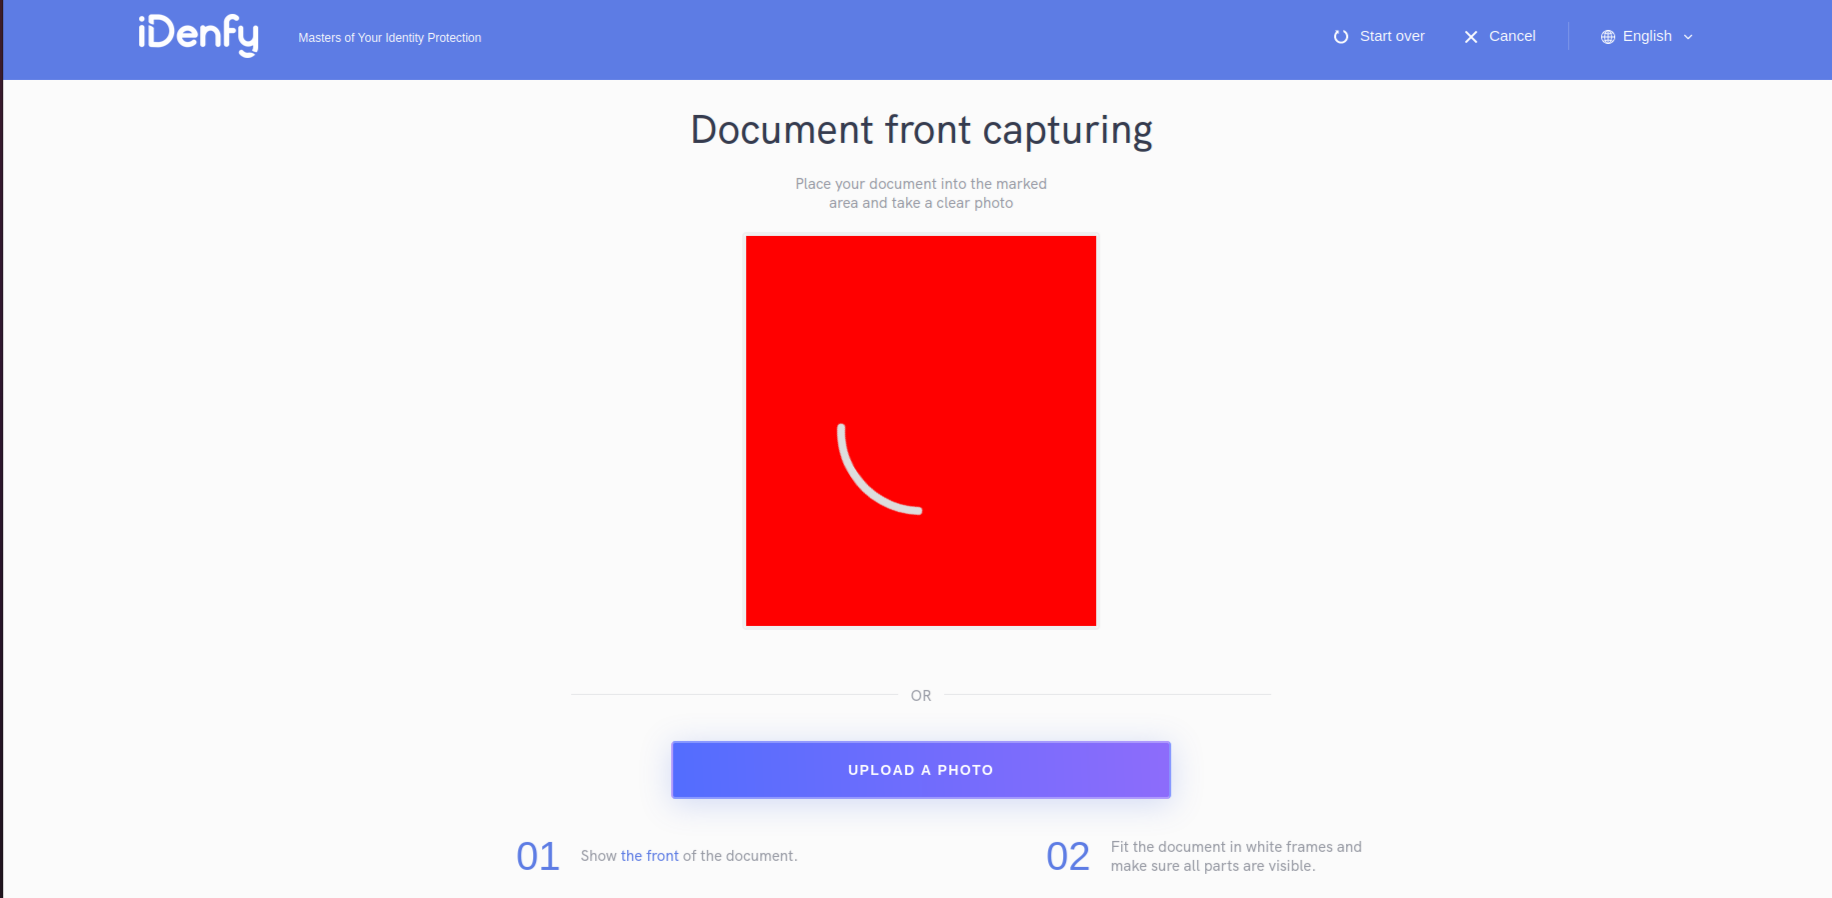 iDenfy
Masters of Your Identity Protection
Start over
Cancel
English
Document front capturing
Place your document into the marked
area and take a clear photo
OR
UPLOAD A PHOTO
01
Show the front of the document.
02
Fit the document in white frames and
make sure all parts are visible.